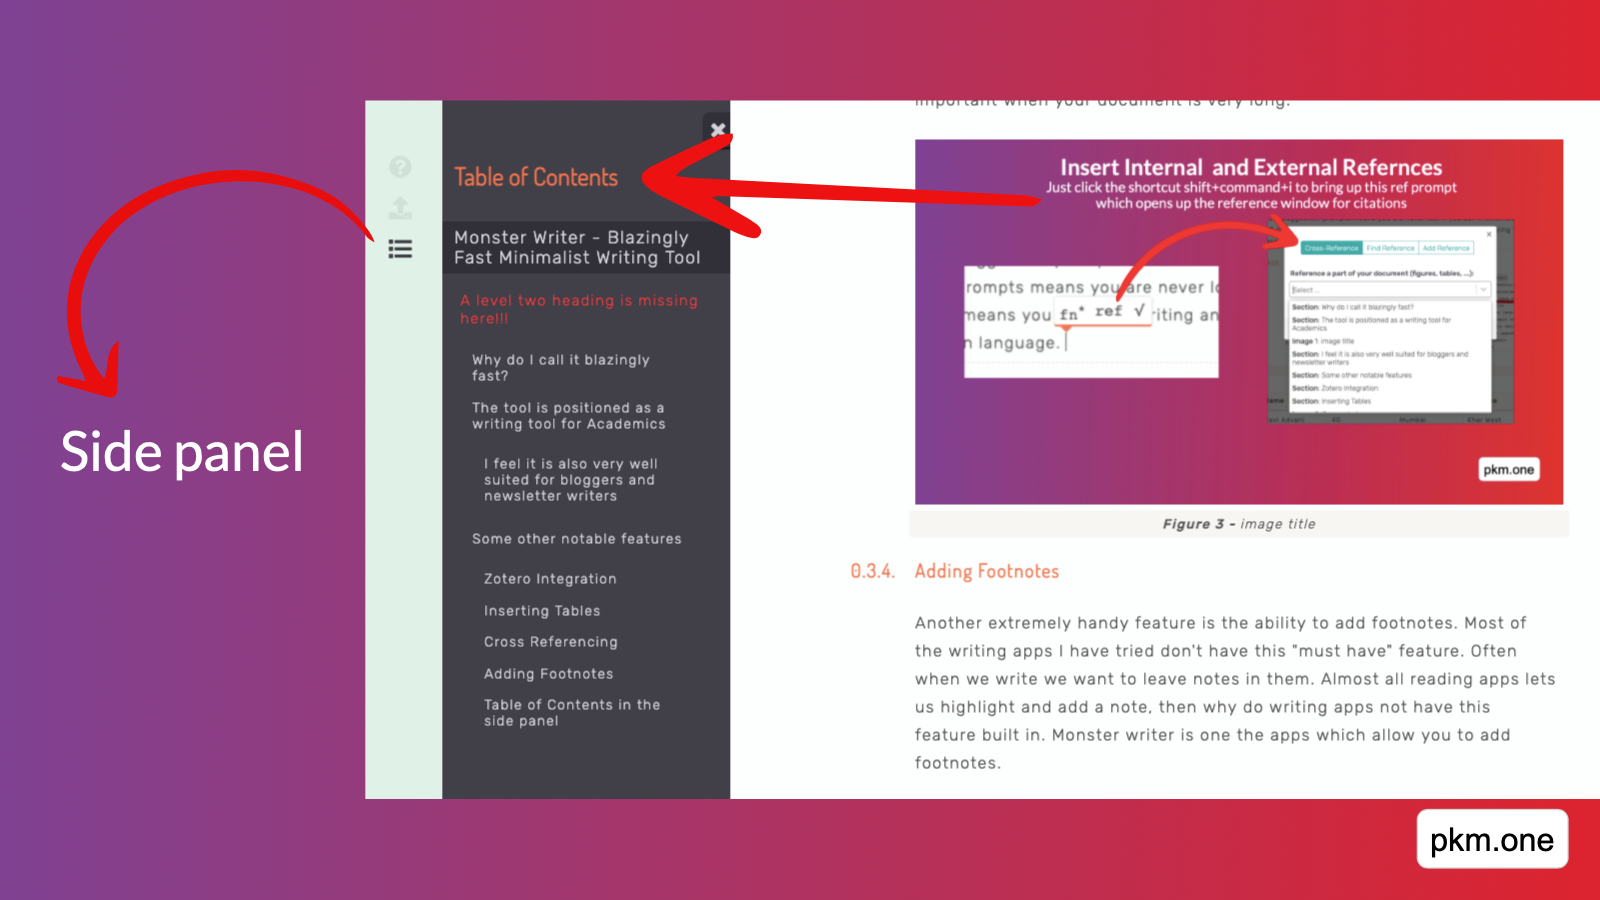 Side panel
Table of Contents
Monster Writer - Blazingly
Fast Minimalist Writing Tool
A level two heading is missing
here!!!
Why do I call it blazingly
fast?
The tool is positioned as a
writing tool for Academics
I feel it is also very well
suited for bloggers and
newsletter writers
Some other notable features
Zotero Integration
Inserting Tables
Cross Referencing
Adding Footnotes
Table of Contents in the
side panel
important when your document is very long.
Insert Internal and External Refernces
Just click the shortcut shift+command+i to bring up this ref prompt
which opens up the reference window for citations
rompts means you are never lo
means you
fn* ref √
riting an
n language.
Cross-Reference Find Reference Add Reference
Reference a part of your document (figures, tables, ...):
Select ...
Section: Why do I call it blazingly fast?
Section: The tool is positioned as a writing tool for
Academics
Image 1: image title
Section: I feel it is also very well suited for bloggers and
newsletter writers
Section: Some other notable features
Section: Zotero Integration
Section: Inserting Tables
Mumbai
Khar West
pkm.one
Figure 3 - image title
0.3.4. Adding Footnotes
Another extremely handy feature is the ability to add footnotes. Most of
the writing apps I have tried don't have this "must have" feature. Often
when we write we want to leave notes in them. Almost all reading apps lets
us highlight and add a note, then why do writing apps not have this
feature built in. Monster writer is one the apps which allow you to add
footnotes.
pkm.one